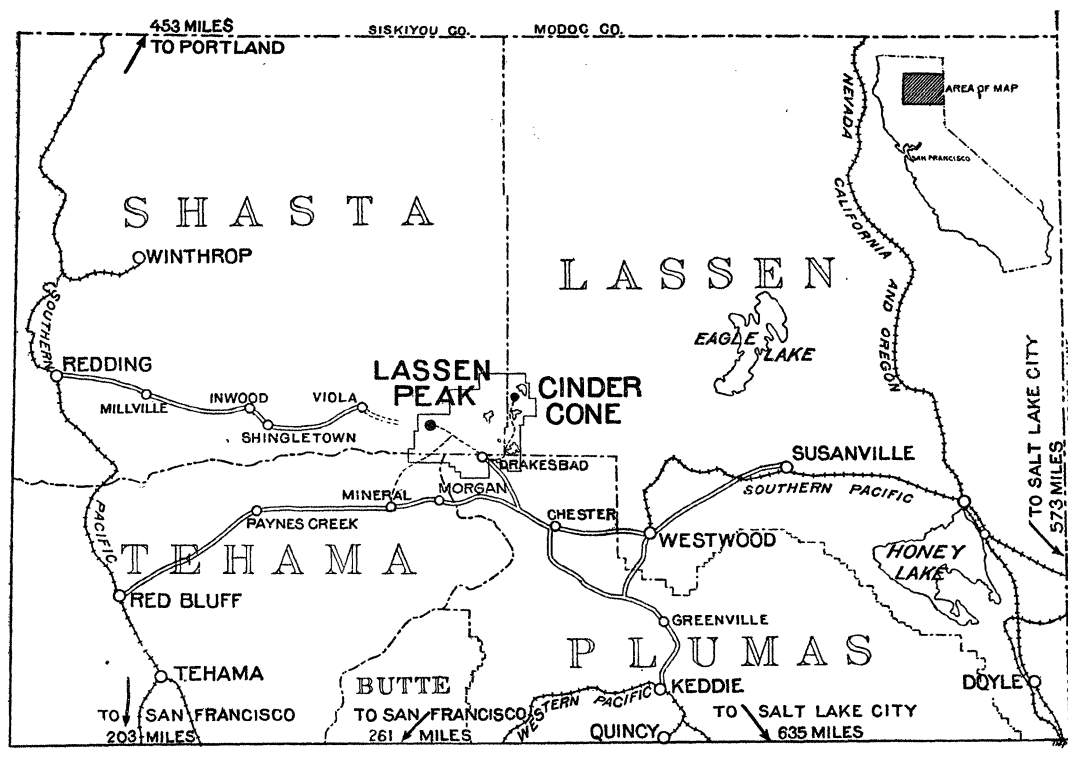 453 MILES
TO PORTLAND
SISKIYOU CO.
MODOC CO.
AREA OF MAP
SAN FRANCISCO
NEVADA
CALIFORNIA
AND OREGON
SHASTA
WINTHROP
LASSEN
EAGLE
LAKE
SOUTHERN
PACIFIC
REDDING
MILLVILLE
INWOOD
SHINGLETOWN
VIOLA
LASSEN
PEAK
CINDER
CONE
DRAKESBAD
MORGAN
MINERAL
PAYNES CREEK
CHESTER
SUSANVILLE
SOUTHERN PACIFIC
WESTWOOD
HONEY
LAKE
TO SALT LAKE CITY
573 MILES
TEHAMA
RED BLUFF
GREENVILLE
PLUMAS
TEHAMA
BUTTE
KEDDIE
DOYLE
WESTERN PACIFIC
QUINCY
TO SAN FRANCISCO
203 MILES
TO SAN FRANCISCO
261 MILES
TO SALT LAKE CITY
635 MILES